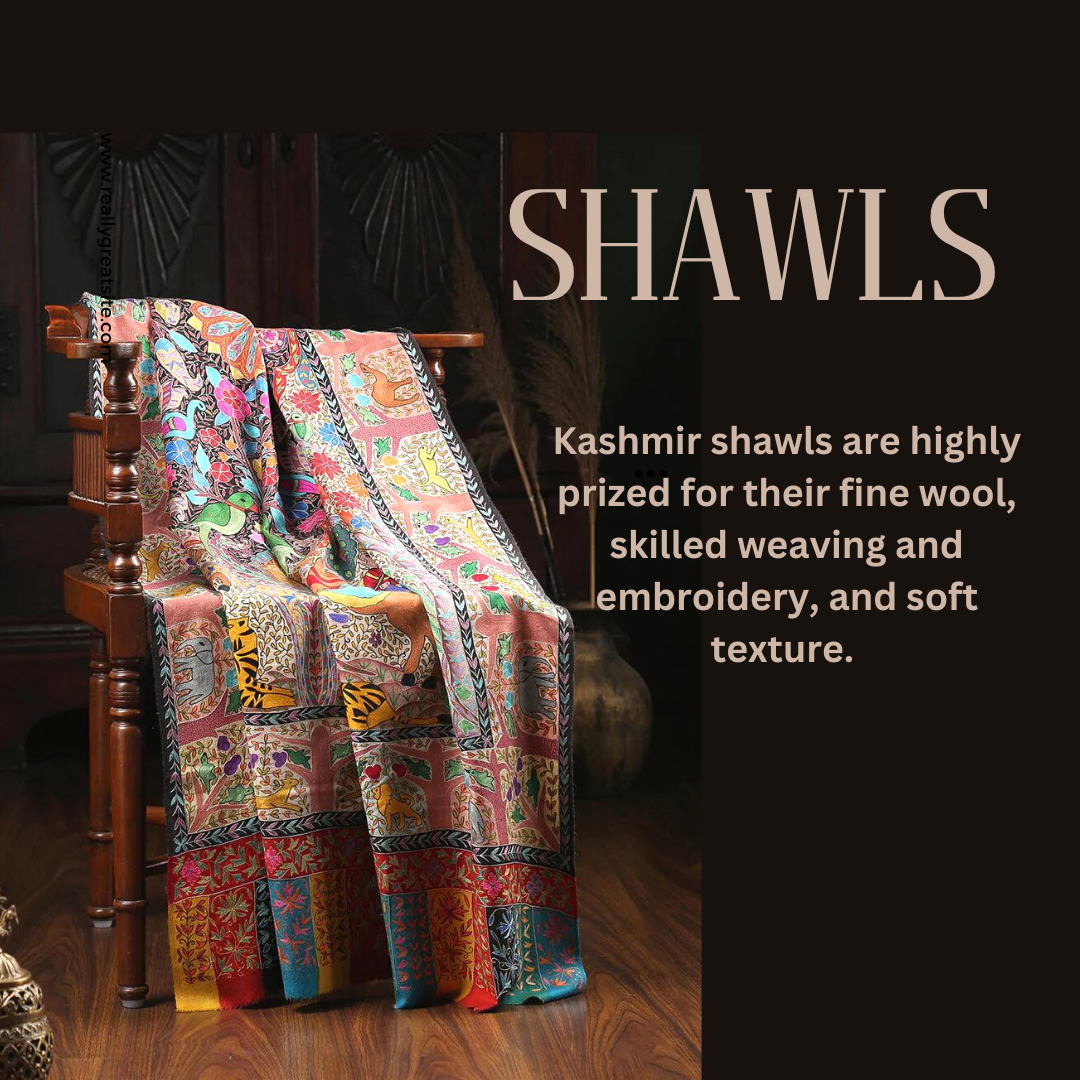 www.reallygreatsite.com
SHAWLS
Kashmir shawls are highly
prized for their fine wool,
skilled weaving and
embroidery, and soft
texture.